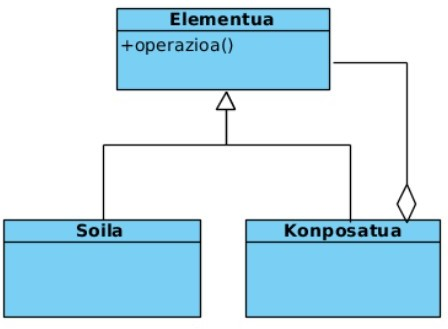 Elementua
+operazioa()
Soila
Konposatua